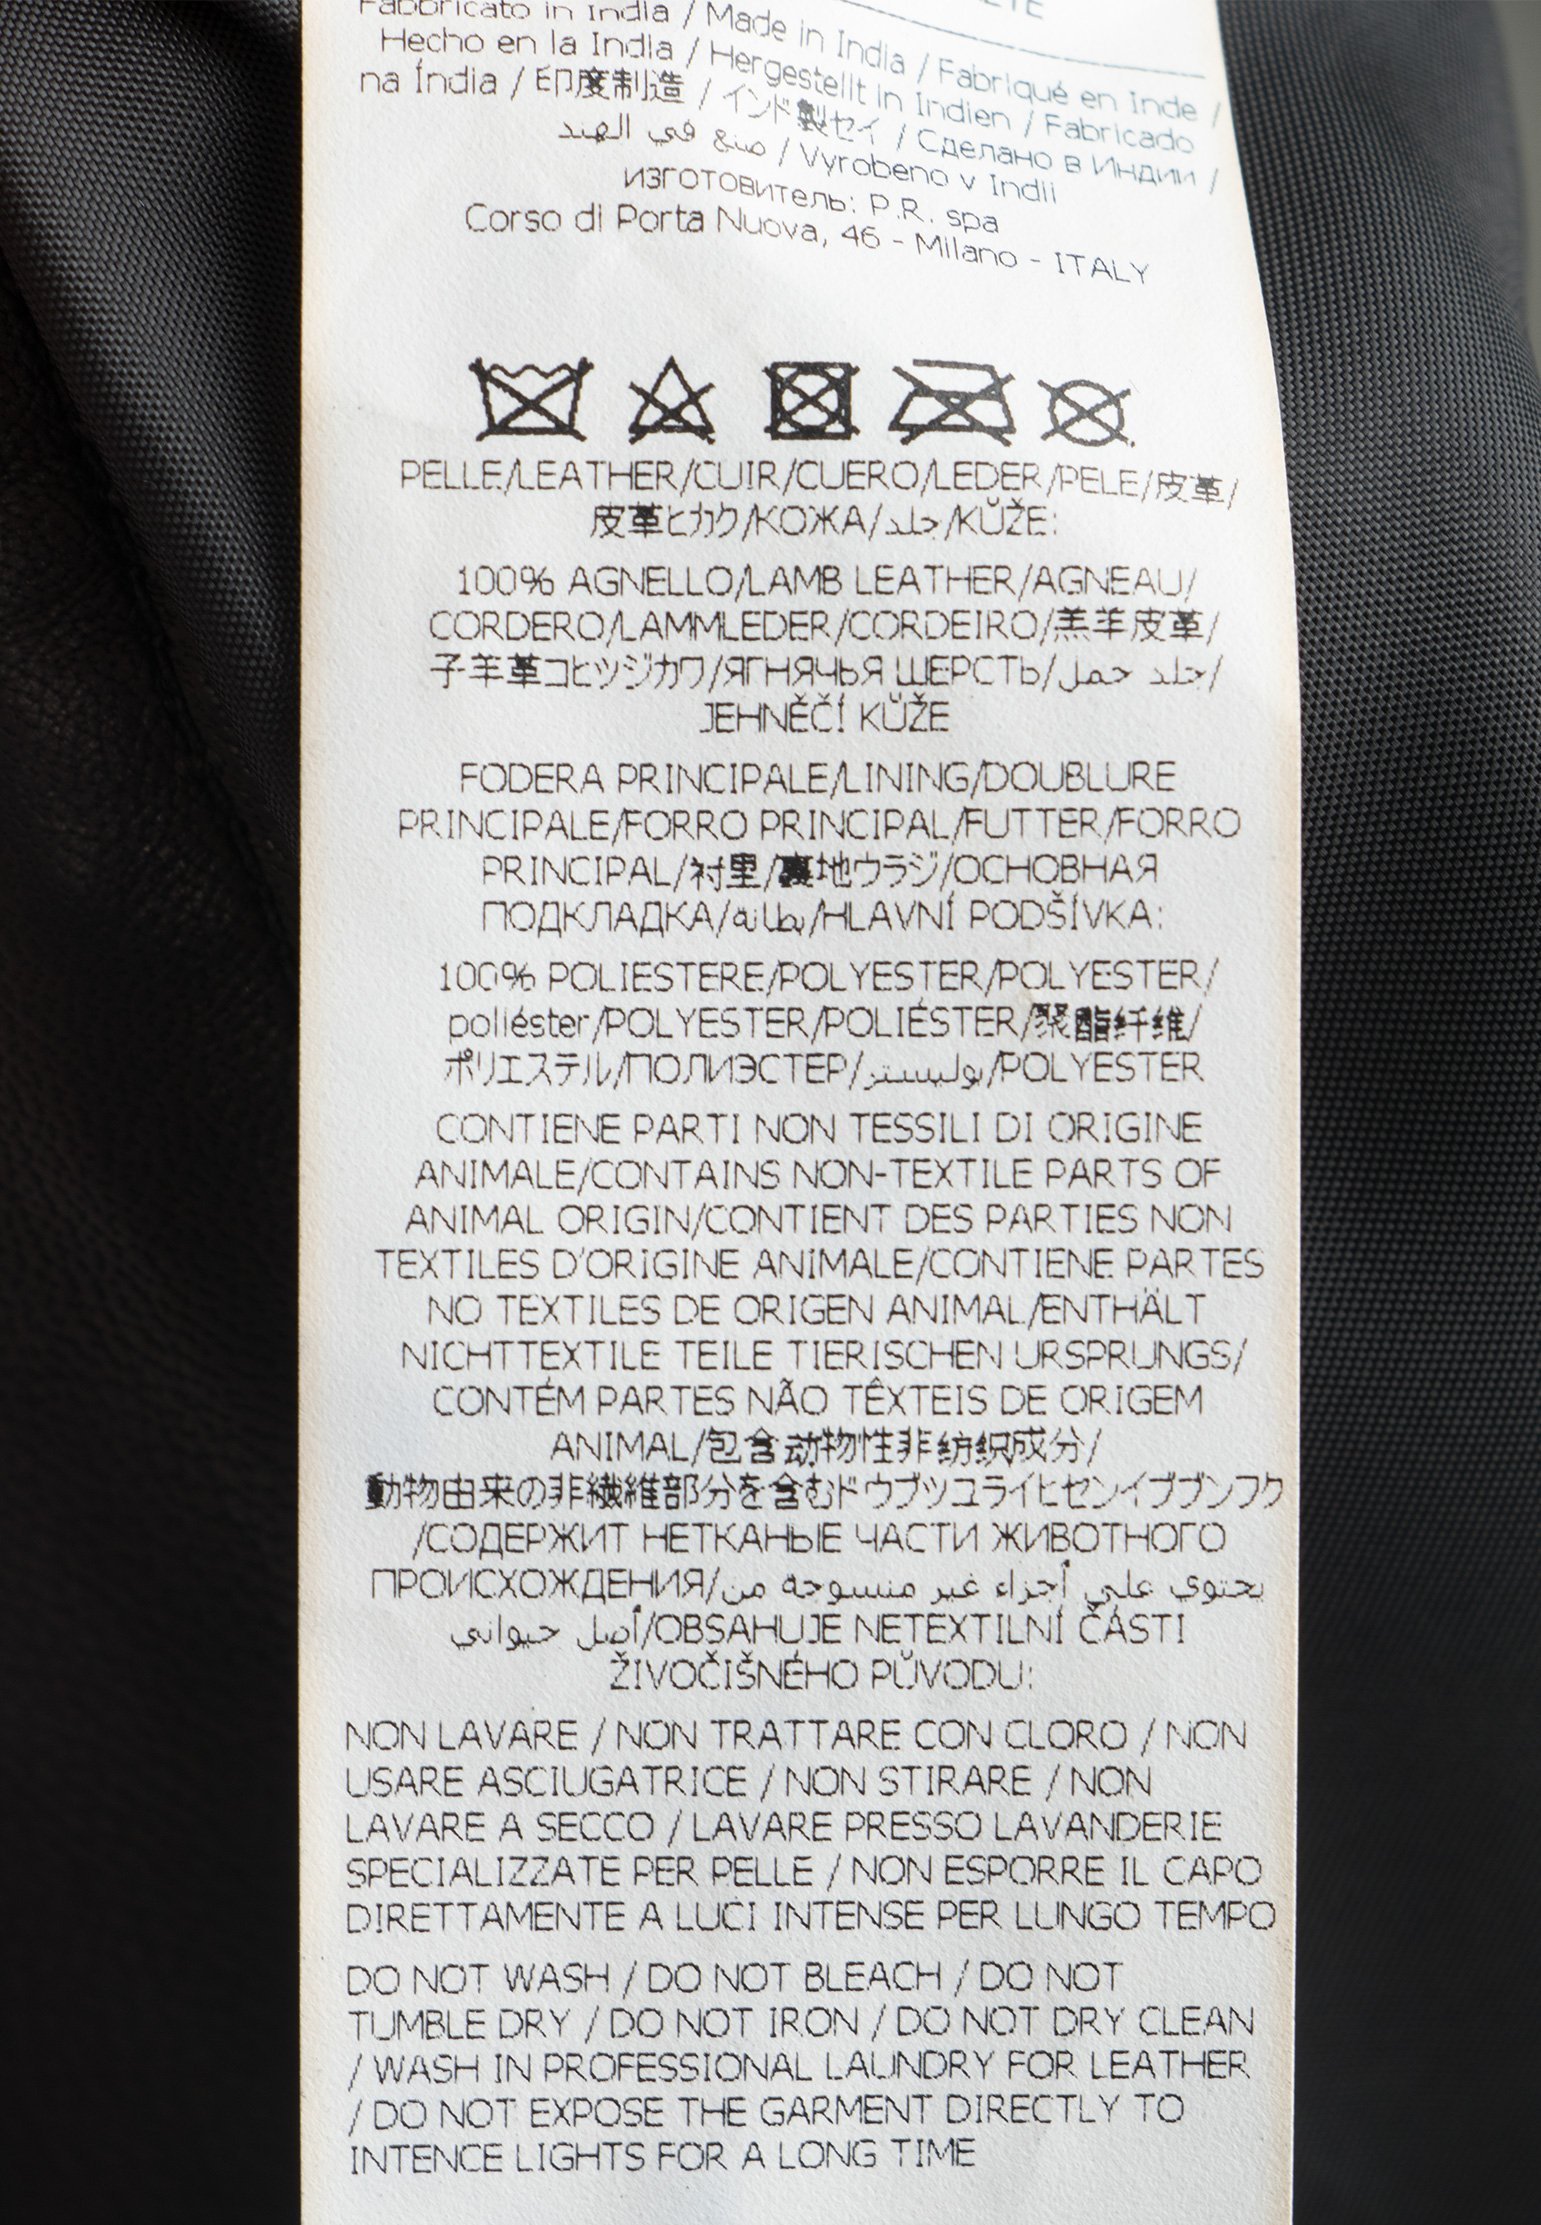 Fabbricato in India / Made in India / Fabriqué en Inde /
Hecho en la India / Hergestellt in Indien / Fabricado
na Índia / 印度制造 / インド製セイ / Сделано в Индии /
صنع في الهند / Vyrobeno v Indii
изготовитель: P.R. spa
Corso di Porta Nuova, 46 - Milano - ITALY
PELLE/LEATHER/CUIR/CUERO/LEDER/PELE/皮革/
皮革ヒカク/КОЖА/جلد/KŮŽE:
100% AGNELLO/LAMB LEATHER/AGNEAU/
CORDERO/LAMMLEDER/CORDEIRO/羔羊皮革/
子羊革コヒツジカワ/ЯГНЯЧЬЯ ШЕРСТЬ/جلد حمل/
JEHNĚČÍ KŮŽE
FODERA PRINCIPALE/LINING/DOUBLURE
PRINCIPALE/FORRO PRINCIPAL/FUTTER/FORRO
PRINCIPAL/衬里/裏地ウラジ/ОСНОВНАЯ
ПОДКЛАДКА/بطانة/HLAVNÍ PODŠÍVKA:
100% POLIESTERE/POLYESTER/POLYESTER/
poliéster/POLYESTER/POLIÉSTER/聚酯纤维/
ポリエステル/ПОЛИЭСТЕР/بوليستر/POLYESTER
CONTIENE PARTI NON TESSILI DI ORIGINE
ANIMALE/CONTAINS NON-TEXTILE PARTS OF
ANIMAL ORIGIN/CONTIENT DES PARTIES NON
TEXTILES D'ORIGINE ANIMALE/CONTIENE PARTES
NO TEXTILES DE ORIGEN ANIMAL/ENTHÄLT
NICHTTEXTILE TEILE TIERISCHEN URSPRUNGS/
CONTÉM PARTES NÃO TÊXTEIS DE ORIGEM
ANIMAL/包含动物性非纺织成分/
動物由来の非繊維部分を含むドウブツユライヒセンイブブンフク
/СОДЕРЖИТ НЕТКАНЫЕ ЧАСТИ ЖИВОТНОГО
ПРОИСХОЖДЕНИЯ/يحتوي على أجزاء غير منسوجة من
أصل حيواني/OBSAHUJE NETEXTILNÍ ČÁSTI
ŽIVOČIŠNÉHO PŮVODU:
NON LAVARE / NON TRATTARE CON CLORO / NON
USARE ASCIUGATRICE / NON STIRARE / NON
LAVARE A SECCO / LAVARE PRESSO LAVANDERIE
SPECIALIZZATE PER PELLE / NON ESPORRE IL CAPO
DIRETTAMENTE A LUCI INTENSE PER LUNGO TEMPO
DO NOT WASH / DO NOT BLEACH / DO NOT
TUMBLE DRY / DO NOT IRON / DO NOT DRY CLEAN
/ WASH IN PROFESSIONAL LAUNDRY FOR LEATHER
/ DO NOT EXPOSE THE GARMENT DIRECTLY TO
INTENCE LIGHTS FOR A LONG TIME